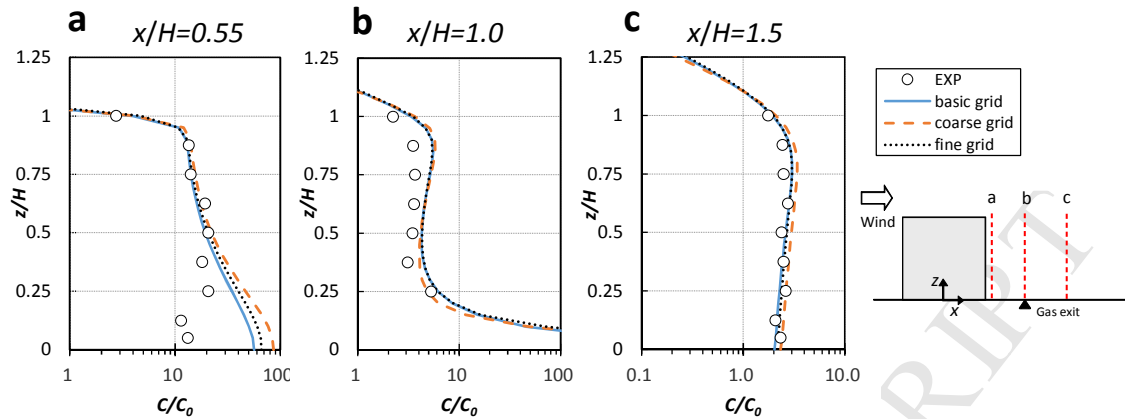 a x/H=0.55
1.25
1
0.75
0.5
0.25
0
z/H
1 10 100
C/C0
b x/H=1.0
1.25
1
0.75
0.5
0.25
0
1 10 100
C/C0
c x/H=1.5
1.25
1
0.75
0.5
0.25
0
z/H
0.1 1.0 10.0
C/C0
EXP
basic grid
coarse grid
fine grid
Wind
a b c
z
x
Gas exit
RIPT